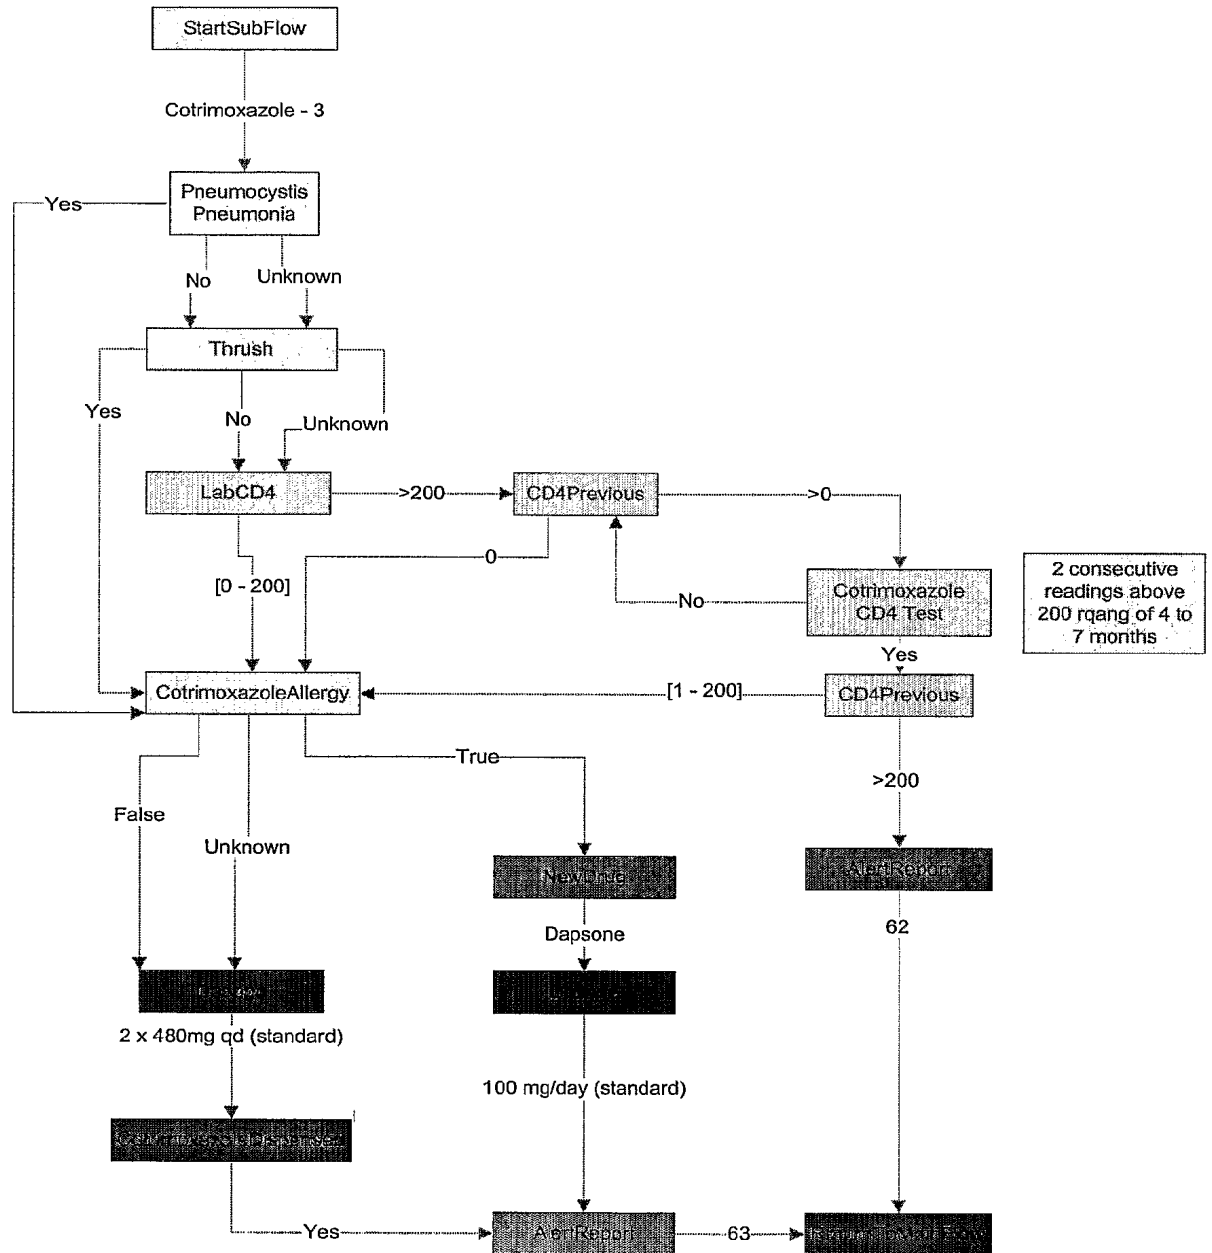 StartSubFlow
Cotrimoxazole - 3
Pneumocystis
Pneumonia
Yes
No
Unknown
Thrush
Yes
No
Unknown
LabCD4
>200
CD4Previous
>0
[0 - 200]
0
No
Cotrimoxazole
CD4 Test
2 consecutive
readings above
200 rqang of 4 to
7 months
Yes
CotrimoxazoleAllergy
[1 - 200]
CD4Previous
True
>200
False
Unknown
NewDrug
AlertReport
Dapsone
62
2 x 480mg qd (standard)
100 mg/day (standard)
Yes
AlertReport
63